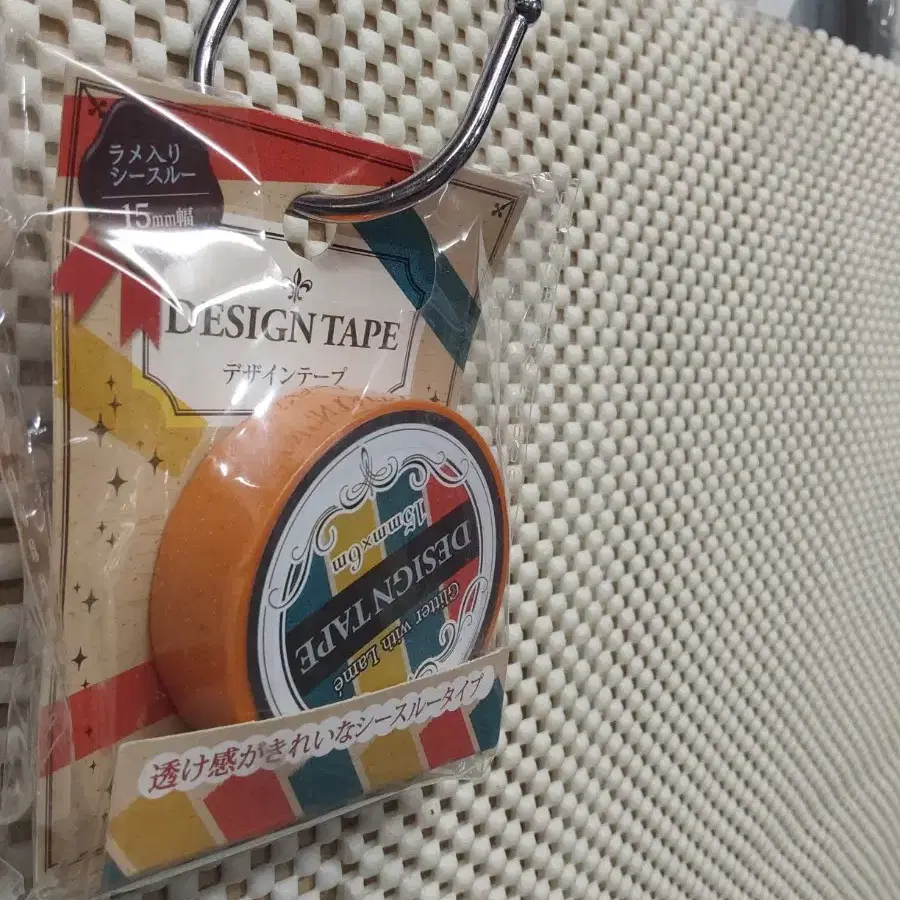 ラメ入り
シースルー
15mm幅
DESIGN TAPE
デザインテープ
15mm×6m
DESIGN TAPE
Glitter with Lamé
透け感がきれいなシースルータイプ